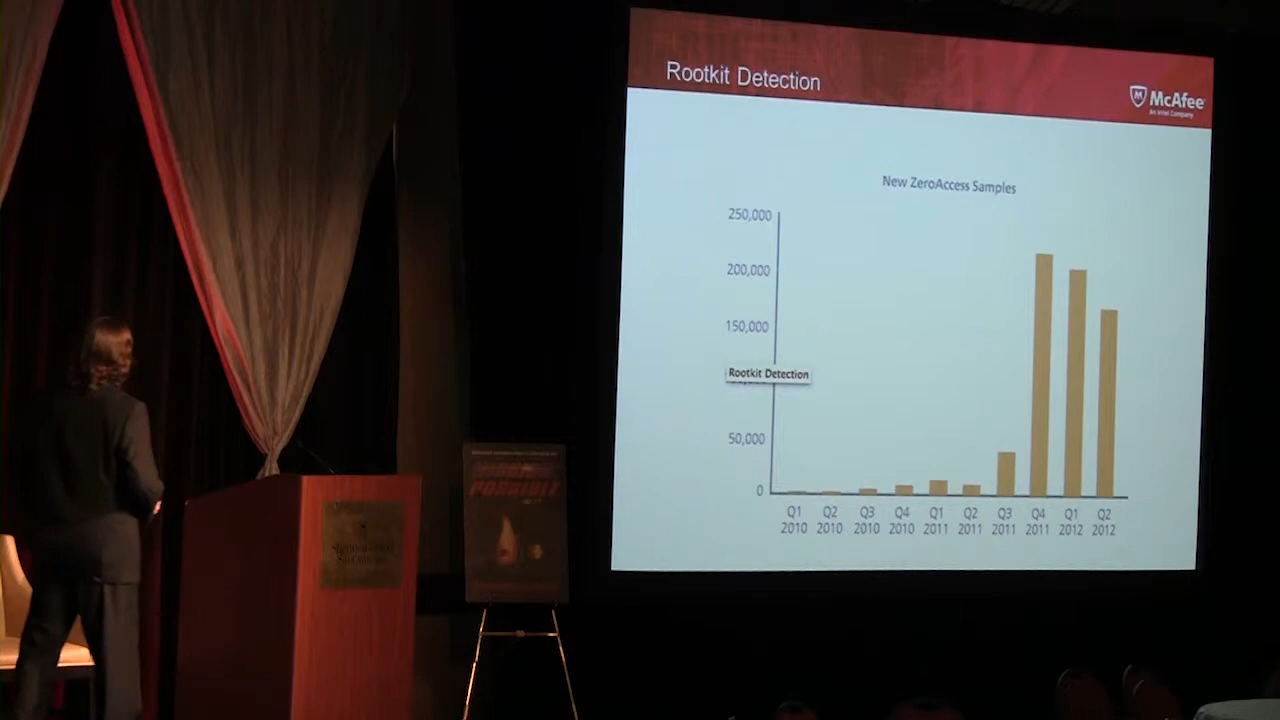 Rootkit Detection
McAfee
An Intel Company
New ZeroAccess Samples
250,000
200,000
150,000
Rootkit Detection
50,000
0
Q1 Q2 Q3 Q4 Q1 Q2 Q3 Q4 Q1 Q2
2010 2010 2010 2010 2011 2011 2011 2011 2012 2012
POSSIBLE